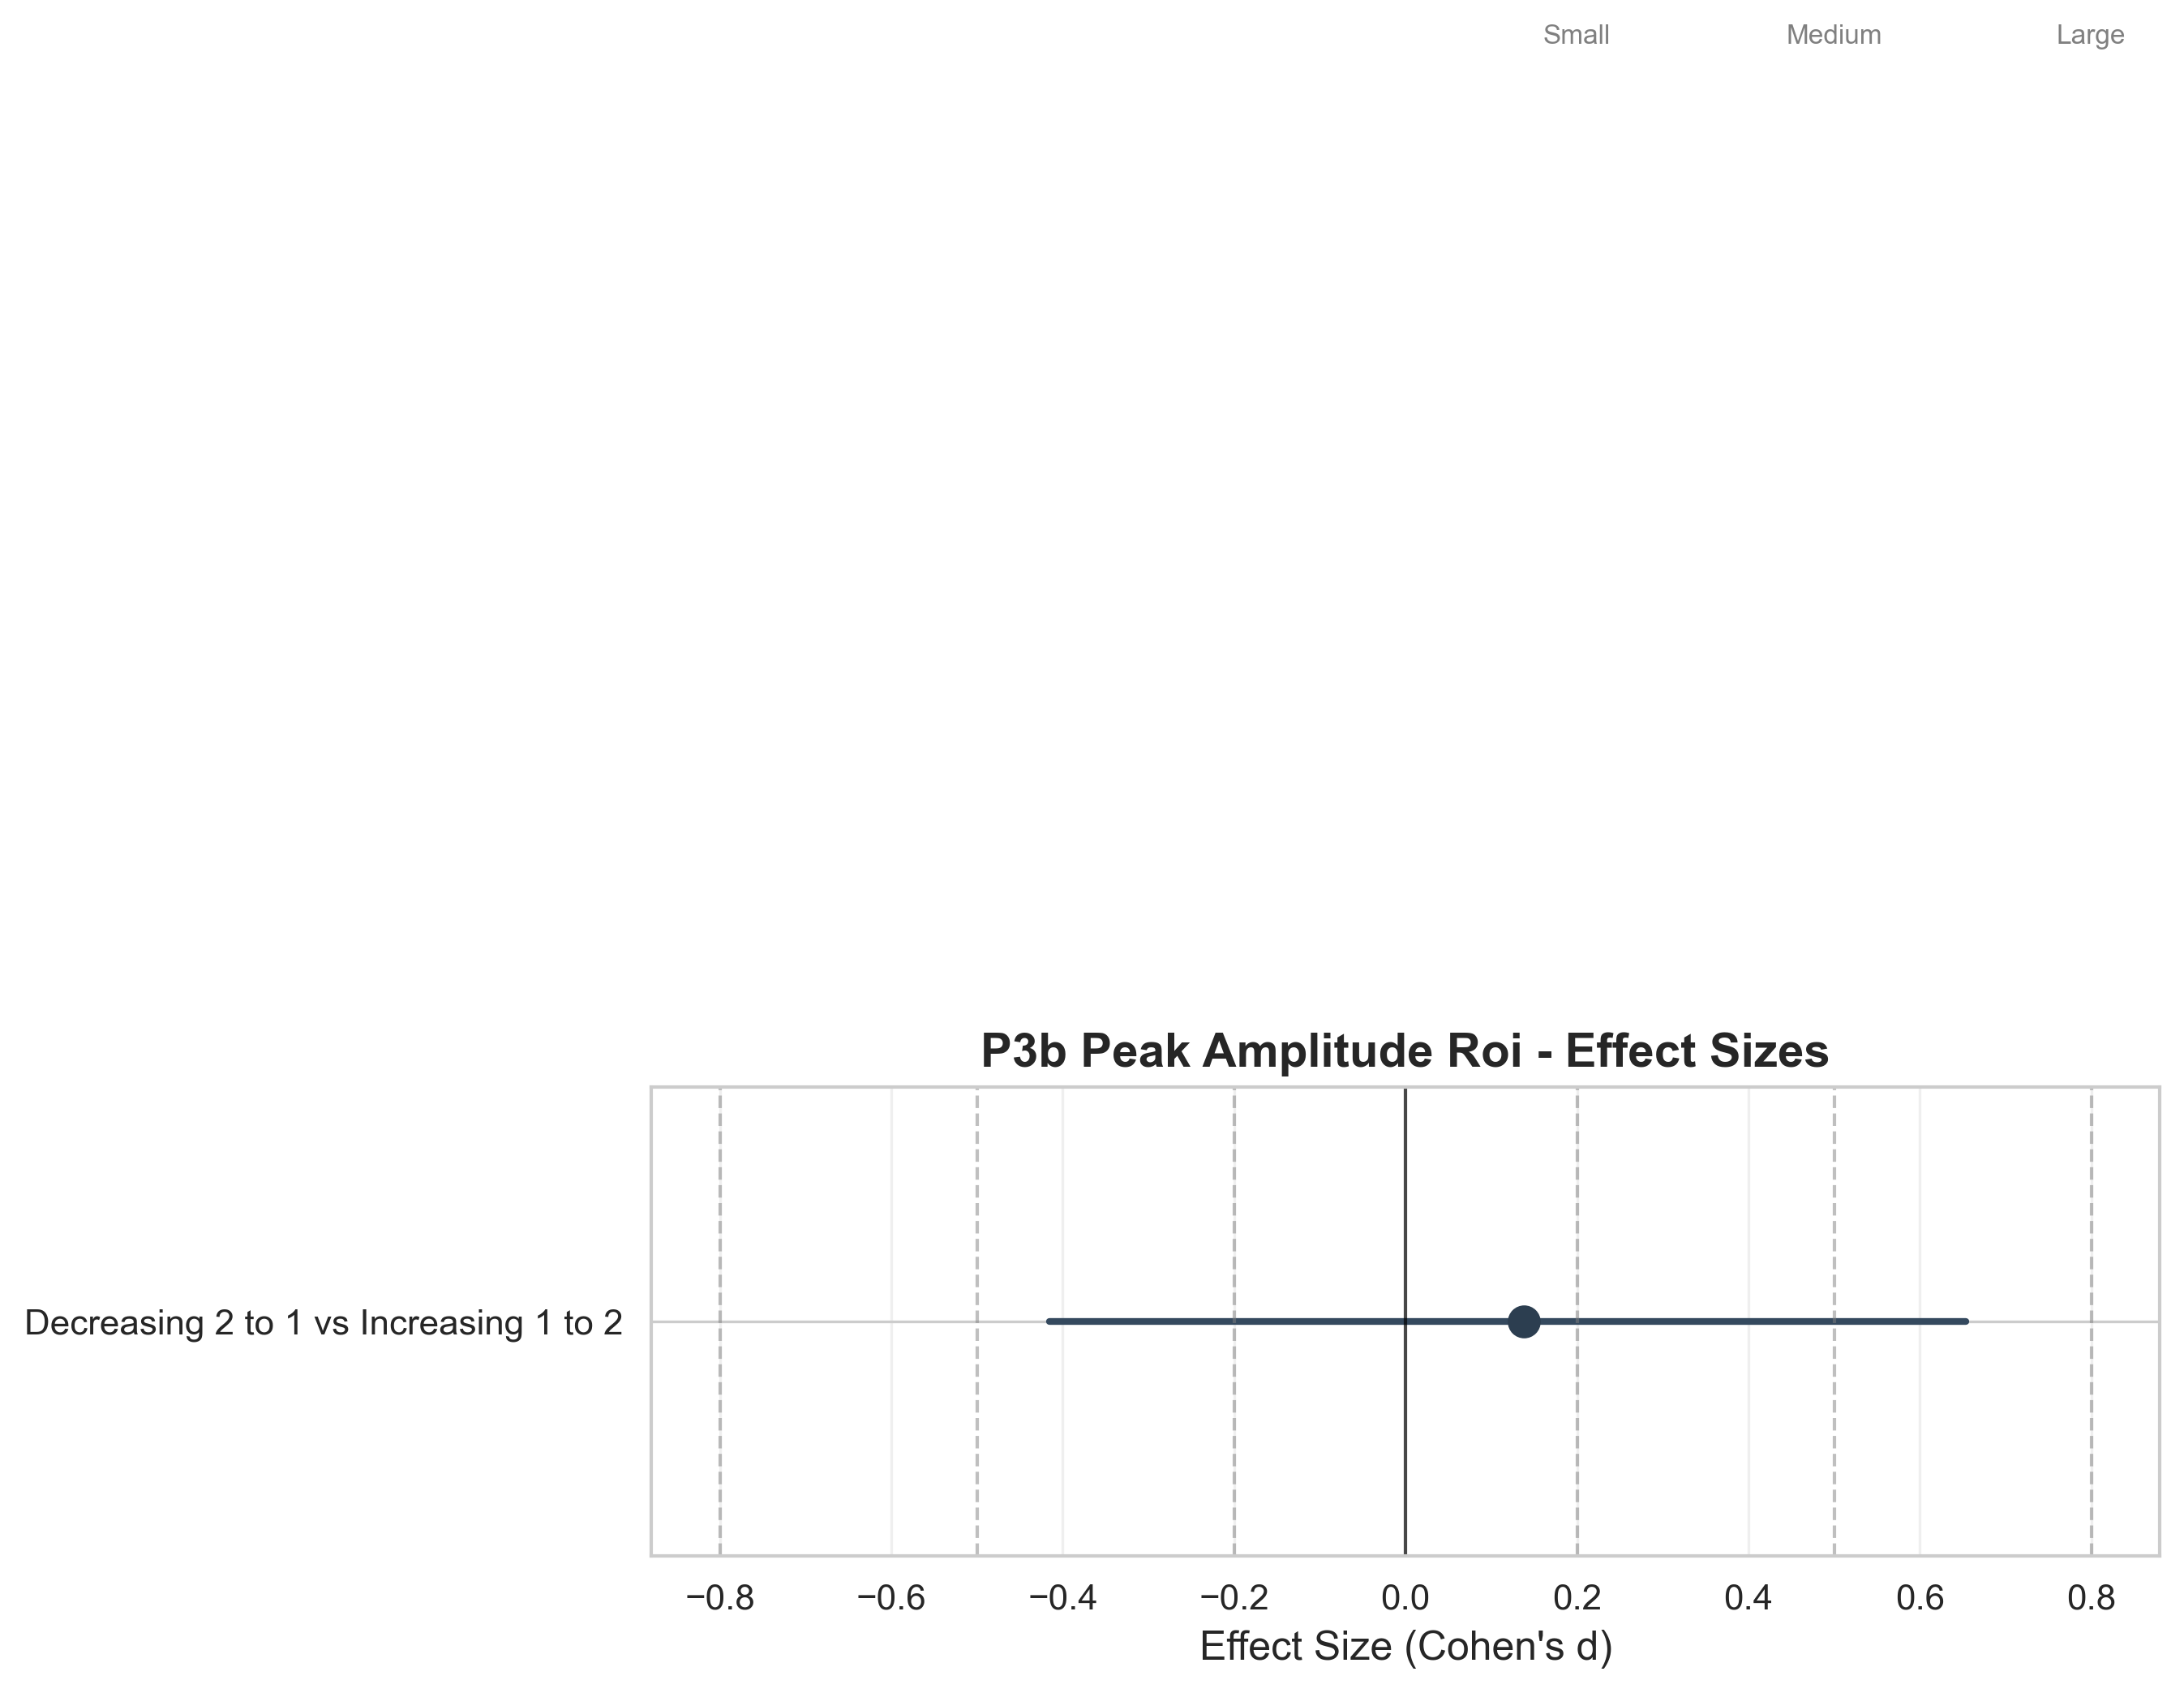 Small Medium Large
P3b Peak Amplitude Roi - Effect Sizes
Decreasing 2 to 1 vs Increasing 1 to 2
−0.8 −0.6 −0.4 −0.2 0.0 0.2 0.4 0.6 0.8
Effect Size (Cohen's d)